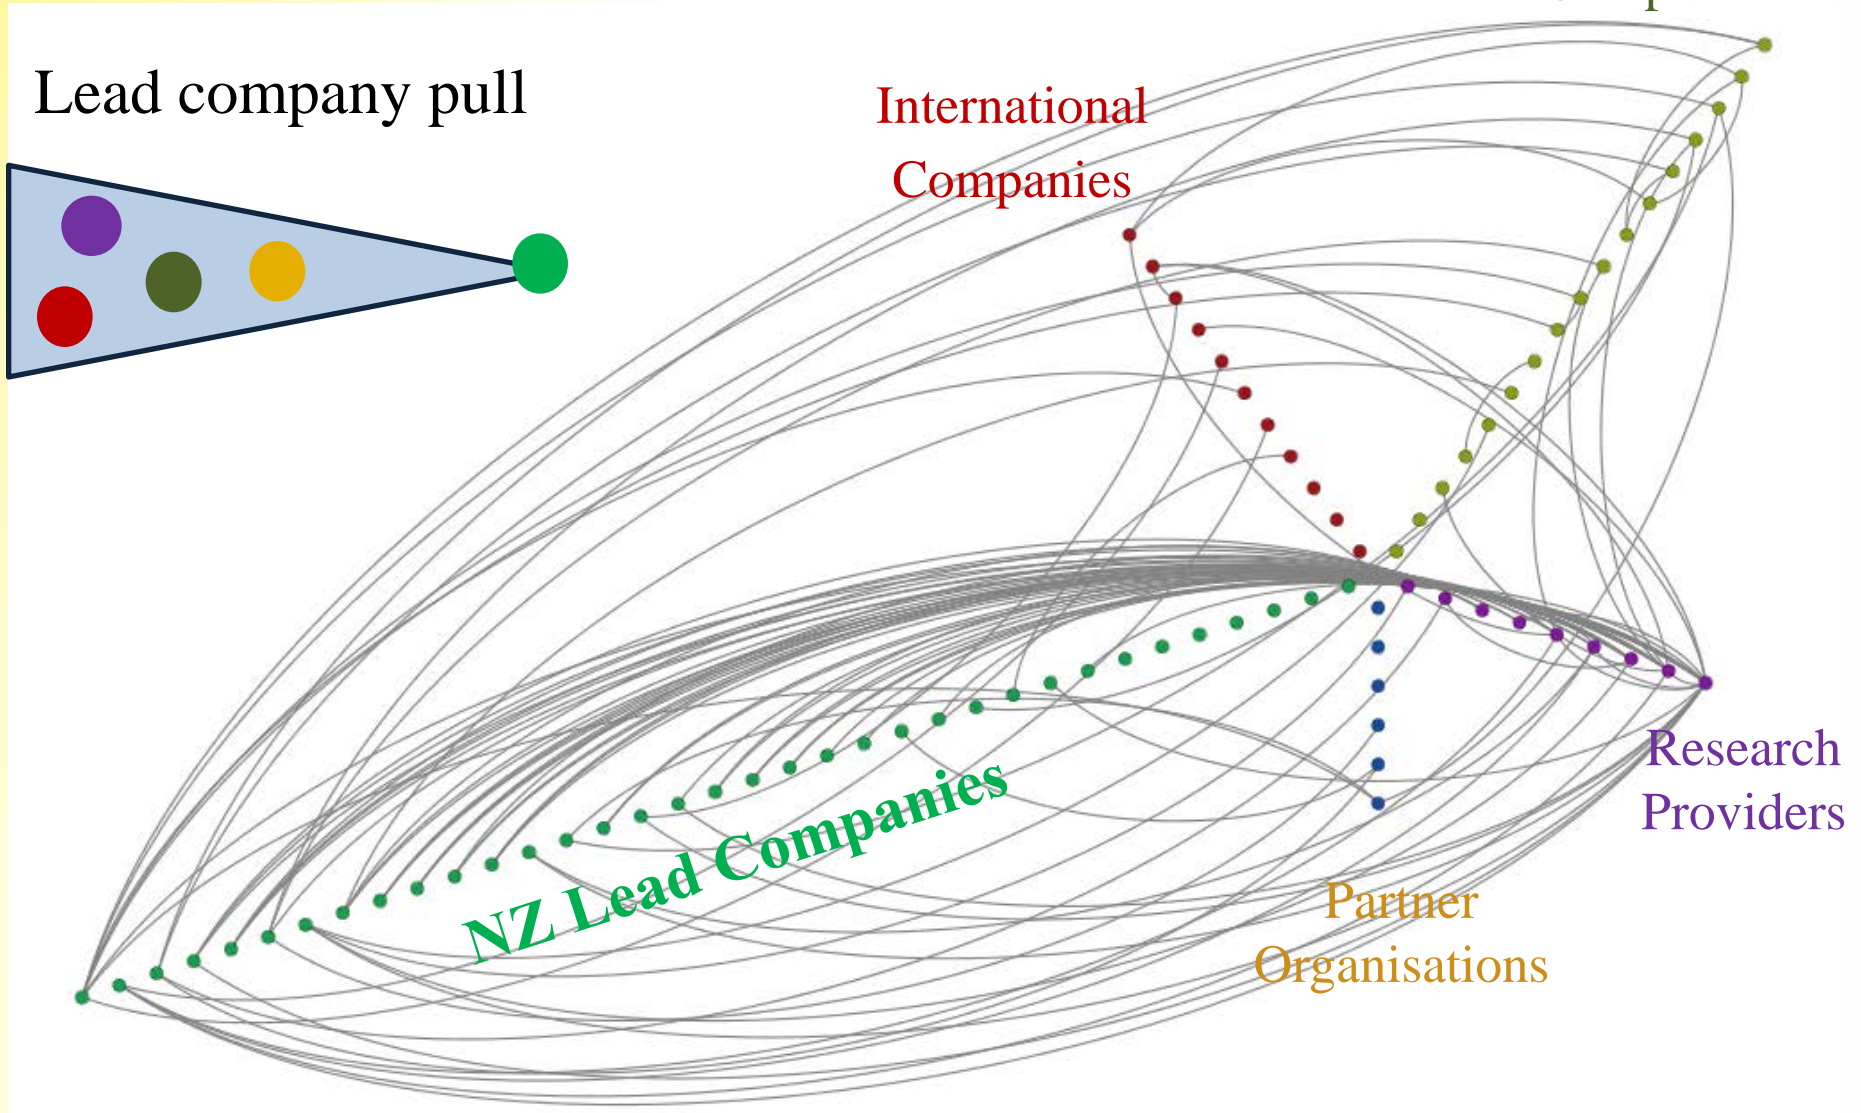 Lead company pull
International
Companies
NZ Lead Companies
Research
Providers
Partner
Organisations